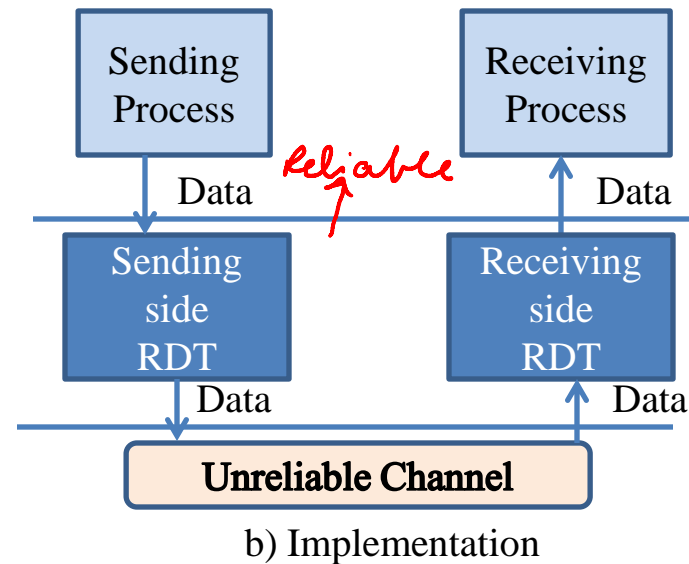 Sending
Process
Receiving
Process
Reliable
Data
Data
Sending
side
RDT
Receiving
side
RDT
Data
Data
Unreliable Channel
b) Implementation